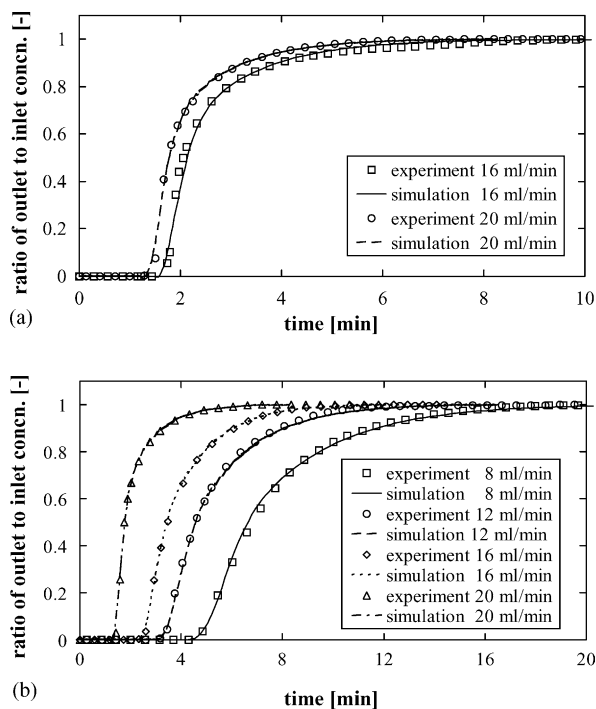 ratio of outlet to inlet concn. [-]
1
0.8
0.6
0.4
0.2
0
experiment 16 ml/min
simulation 16 ml/min
experiment 20 ml/min
simulation 20 ml/min
0 2 4 6 8 10
time [min]
(a)
ratio of outlet to inlet concn. [-]
1
0.8
0.6
0.4
0.2
0
experiment 8 ml/min
simulation 8 ml/min
experiment 12 ml/min
simulation 12 ml/min
experiment 16 ml/min
simulation 16 ml/min
experiment 20 ml/min
simulation 20 ml/min
0 4 8 12 16 20
time [min]
(b)